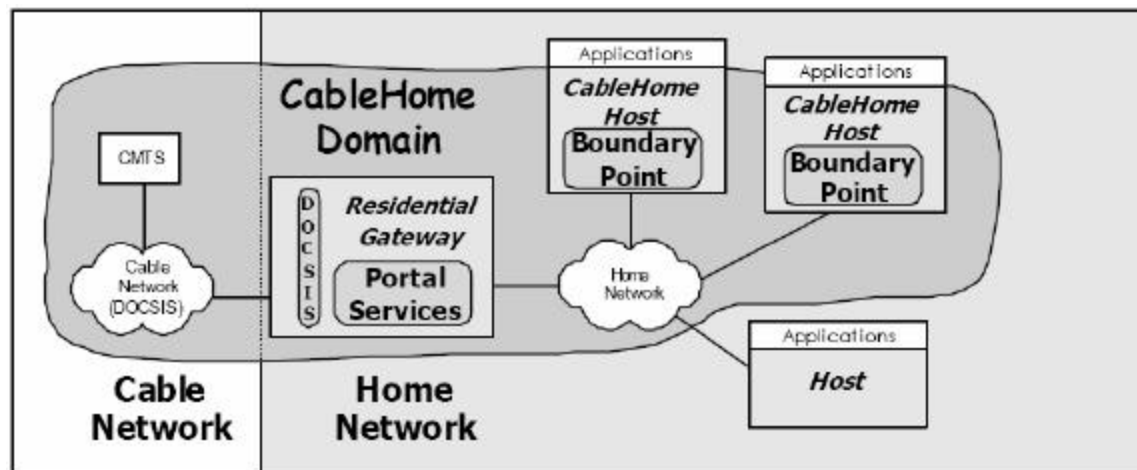 CableHome
Domain
CMTS
Cable
Network
(DOCSIS)
DOCSIS
Residential
Gateway
Portal
Services
Applications
CableHome
Host
Boundary
Point
Applications
CableHome
Host
Boundary
Point
Home
Network
Applications
Host
Cable
Network
Home
Network